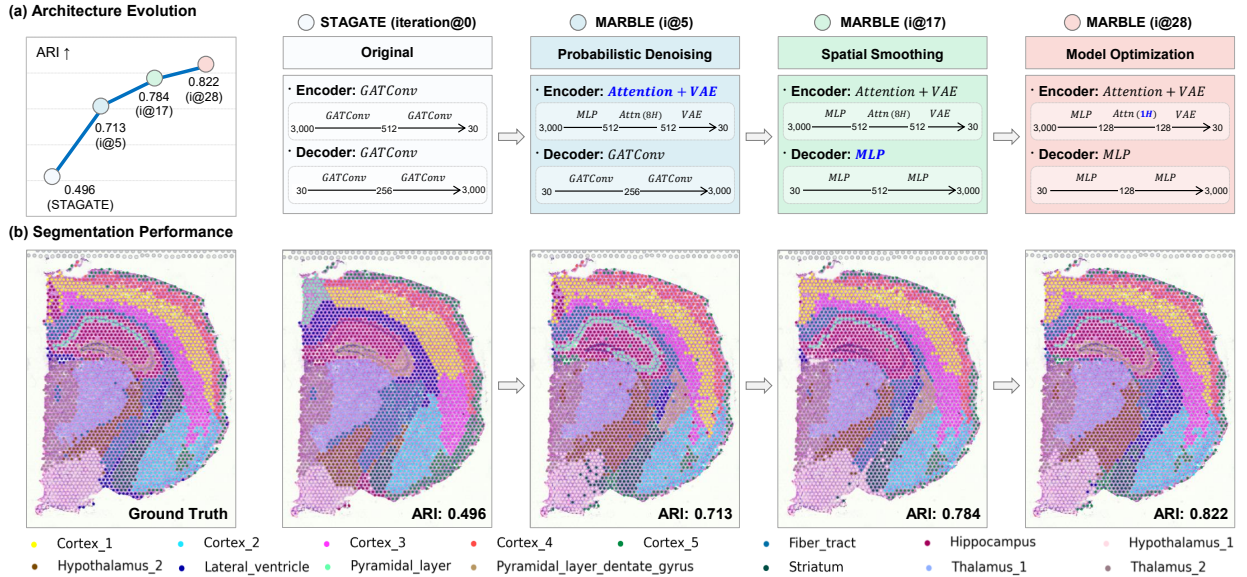 (a) Architecture Evolution
ARI ↑
0.822
(i@28)
0.784
(i@17)
0.713
(i@5)
0.496
(STAGATE)
STAGATE (iteration@0)
Original
· Encoder: GATConv
GATConv GATConv
3,000 512 30
· Decoder: GATConv
GATConv GATConv
30 256 3,000
MARBLE (i@5)
Probabilistic Denoising
· Encoder: Attention + VAE
MLP Attn (8H) VAE
3,000 512 512 30
· Decoder: GATConv
GATConv GATConv
30 256 3,000
MARBLE (i@17)
Spatial Smoothing
· Encoder: Attention + VAE
MLP Attn (8H) VAE
3,000 512 512 30
· Decoder: MLP
MLP MLP
30 512 3,000
MARBLE (i@28)
Model Optimization
· Encoder: Attention + VAE
MLP Attn (1H) VAE
3,000 128 128 30
· Decoder: MLP
MLP MLP
30 128 3,000
(b) Segmentation Performance
Ground Truth
ARI: 0.496
ARI: 0.713
ARI: 0.784
ARI: 0.822
Cortex_1 Cortex_2 Cortex_3 Cortex_4 Cortex_5 Fiber_tract Hippocampus Hypothalamus_1
Hypothalamus_2 Lateral_ventricle Pyramidal_layer Pyramidal_layer_dentate_gyrus Striatum Thalamus_1 Thalamus_2